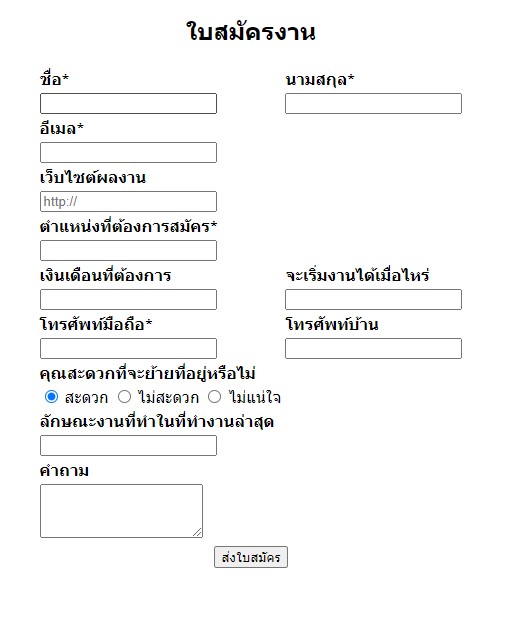 ใบสมัครงาน
ชื่อ* นามสกุล*
อีเมล*
เว็บไซต์ผลงาน
http://
ตำแหน่งที่ต้องการสมัคร*
เงินเดือนที่ต้องการ จะเริ่มงานได้เมื่อไหร่
โทรศัพท์มือถือ* โทรศัพท์บ้าน
คุณสะดวกที่จะย้ายที่อยู่หรือไม่
สะดวก ไม่สะดวก ไม่แน่ใจ
ลักษณะงานที่ทำในที่ทำงานล่าสุด
คำถาม
ส่งใบสมัคร